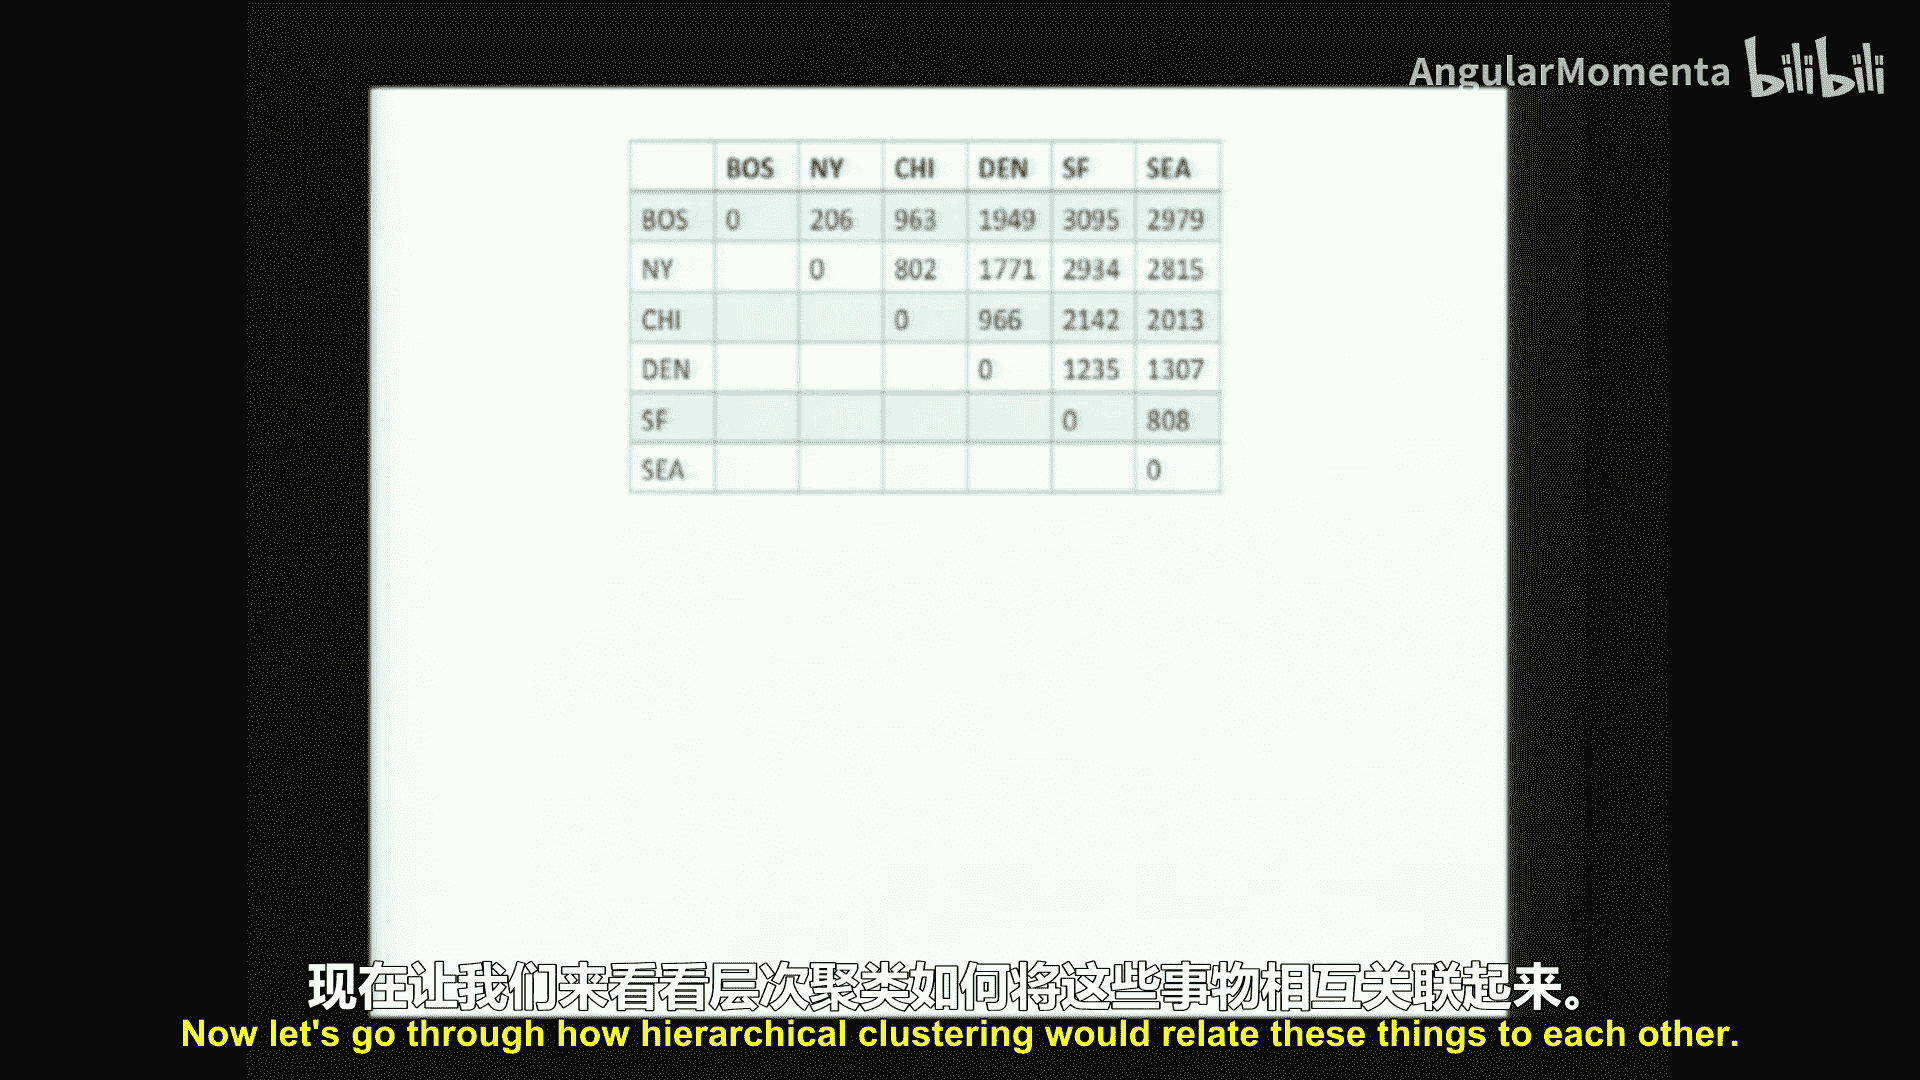 AngularMomenta bilibili
BOS NY CHI DEN SF SEA
BOS 0 206 963 1949 3095 2979
NY 0 802 1771 2934 2815
CHI 0 966 2142 2013
DEN 0 1235 1307
SF 0 808
SEA 0
现在让我们来看看层次聚类如何将这些事物相互关联起来。
Now let's go through how hierarchical clustering would relate these things to each other.